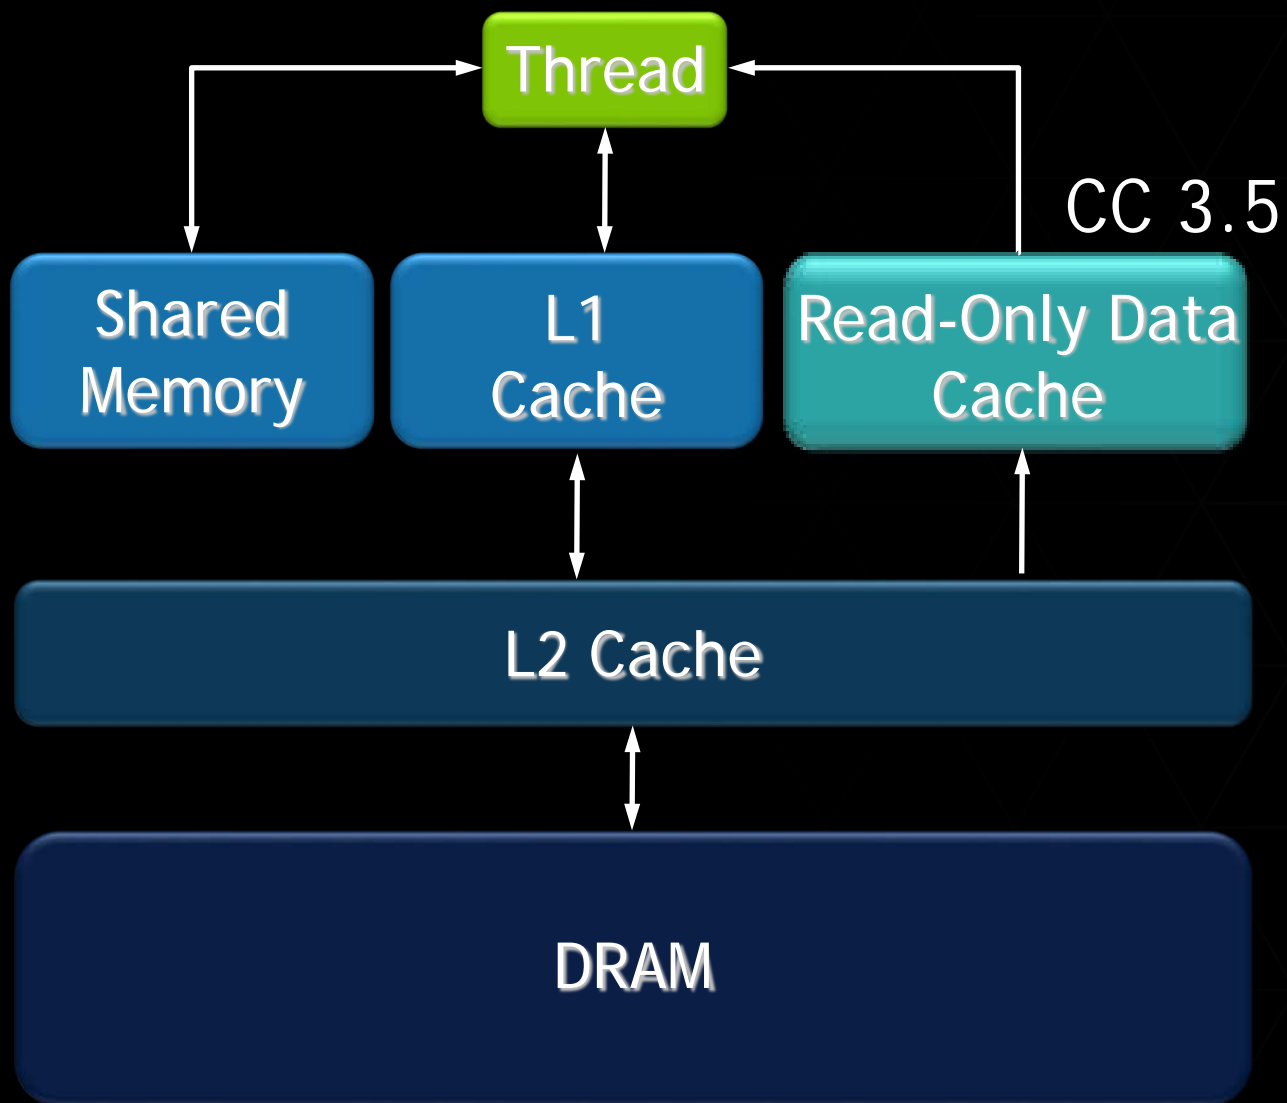 Thread
CC 3.5
Shared
Memory
L1
Cache
Read-Only Data
Cache
L2 Cache
DRAM